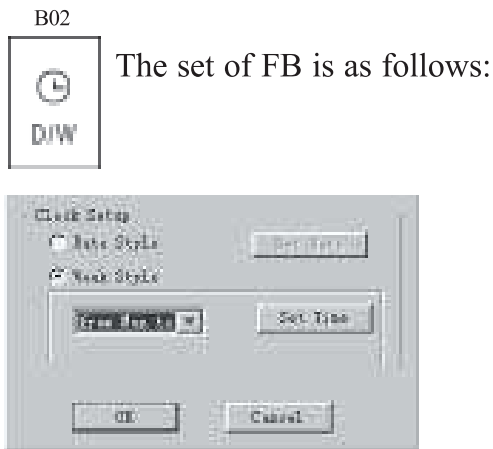 B02
The set of FB is as follows:
D/W
Clock Setup
Date Style
Week Style
Set Time
OK
Cancel